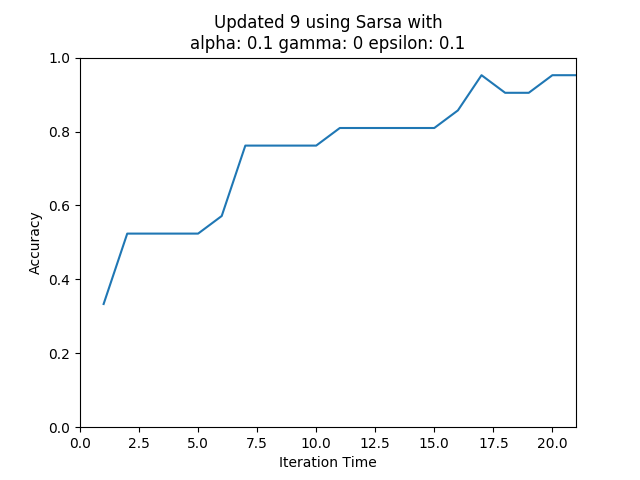 Updated 9 using Sarsa with
alpha: 0.1 gamma: 0 epsilon: 0.1
1.0
0.8
0.6
0.4
0.2
0.0
Accuracy
0.0 2.5 5.0 7.5 10.0 12.5 15.0 17.5 20.0
Iteration Time